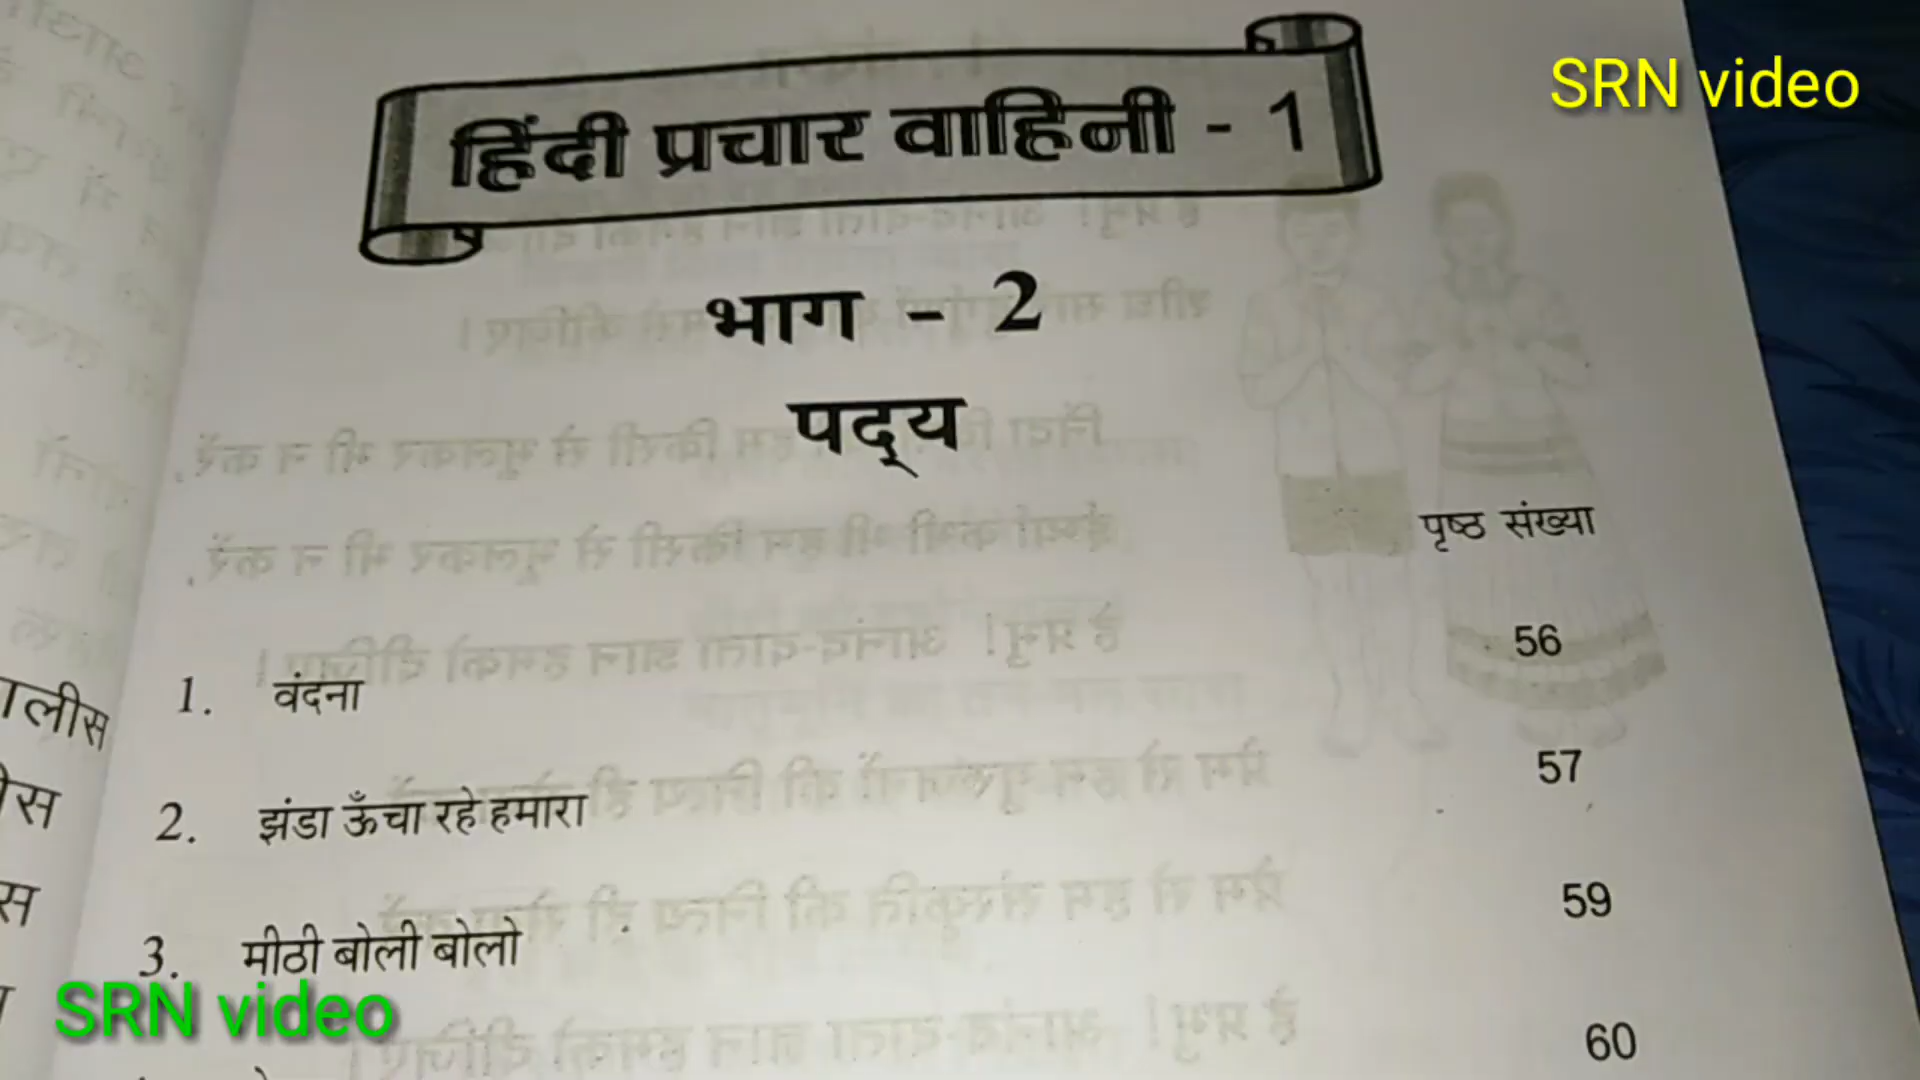 SRN video
हिंदी प्रचार वाहिनी - 1
भाग - 2
पद्‌य
पृष्ठ संख्या
1. वंदना 56
2. झंडा ऊँचा रहे हमारा 57
3. मीठी बोली बोलो 59
60
SRN video